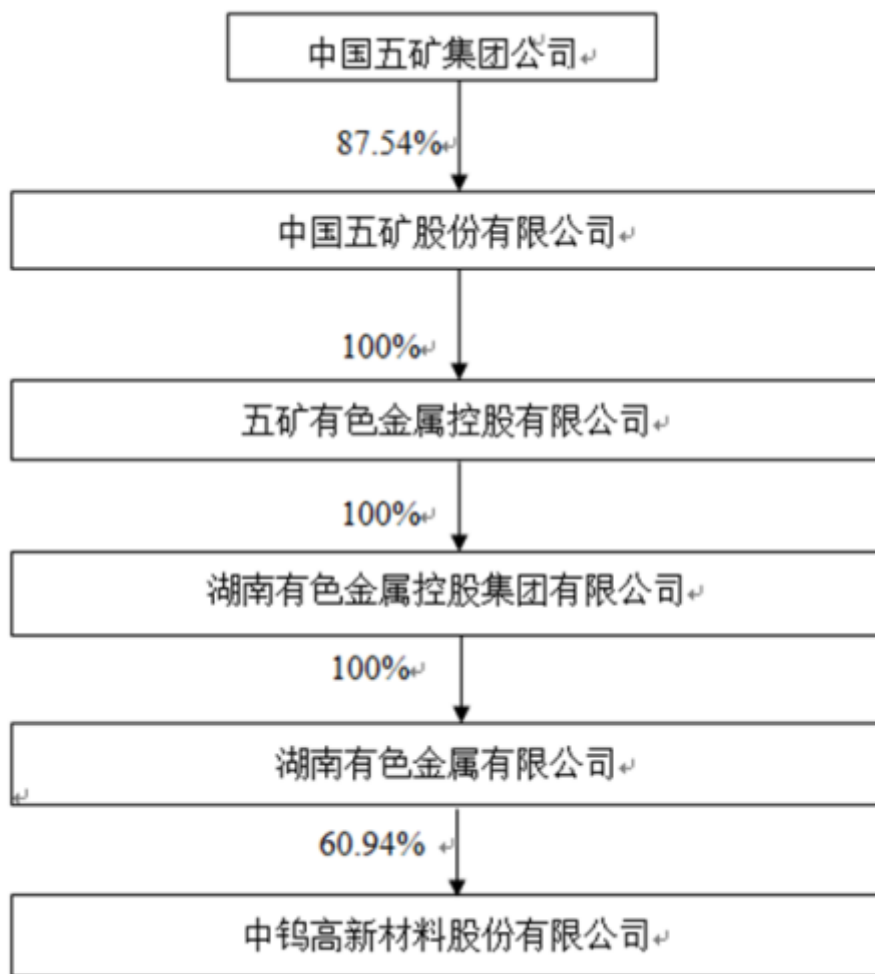 中国五矿集团公司
87.54%
中国五矿股份有限公司
100%
五矿有色金属控股有限公司
100%
湖南有色金属控股集团有限公司
100%
湖南有色金属有限公司
60.94%
中钨高新材料股份有限公司